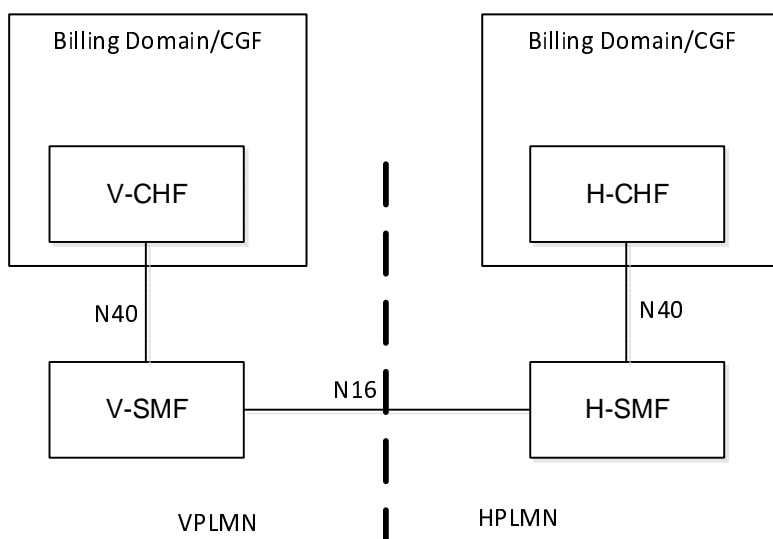 Billing Domain/CGF
Billing Domain/CGF
V-CHF
H-CHF
N40
N40
V-SMF
N16
H-SMF
VPLMN
HPLMN